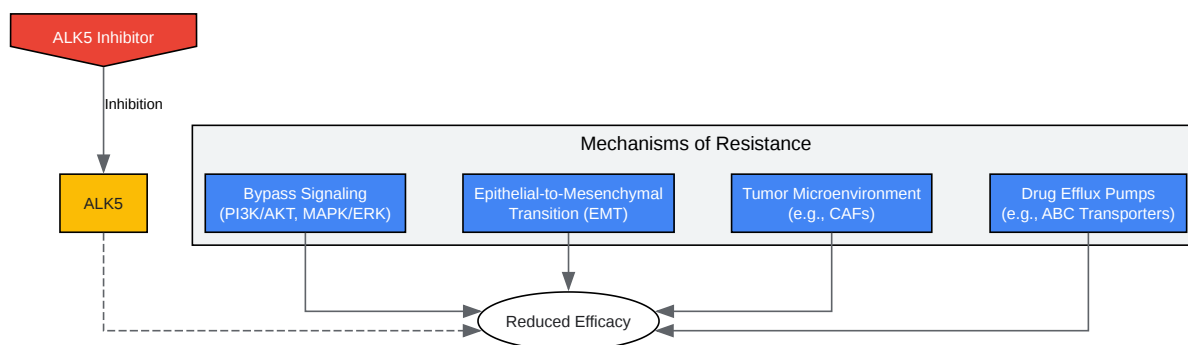 ALK5 Inhibitor
Inhibition
Mechanisms of Resistance
ALK5
Bypass Signaling
(PI3K/AKT, MAPK/ERK)
Epithelial-to-Mesenchymal
Transition (EMT)
Tumor Microenvironment
(e.g., CAFs)
Drug Efflux Pumps
(e.g., ABC Transporters)
Reduced Efficacy